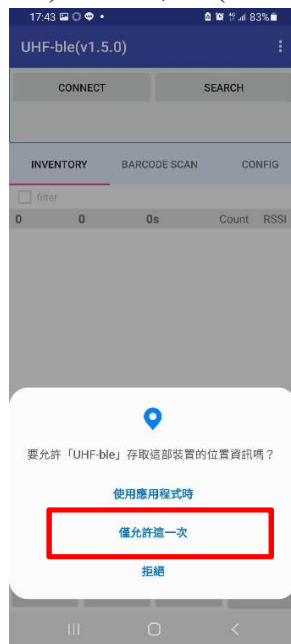 17:43 83%
UHF-ble(v1.5.0)
CONNECT SEARCH
INVENTORY BARCODE SCAN CONFIG
filter
0 0 0s Count RSSI
要允許「UHF-ble」存取這部裝置的位置資訊嗎？
使用應用程式時
僅允許這一次
拒絕